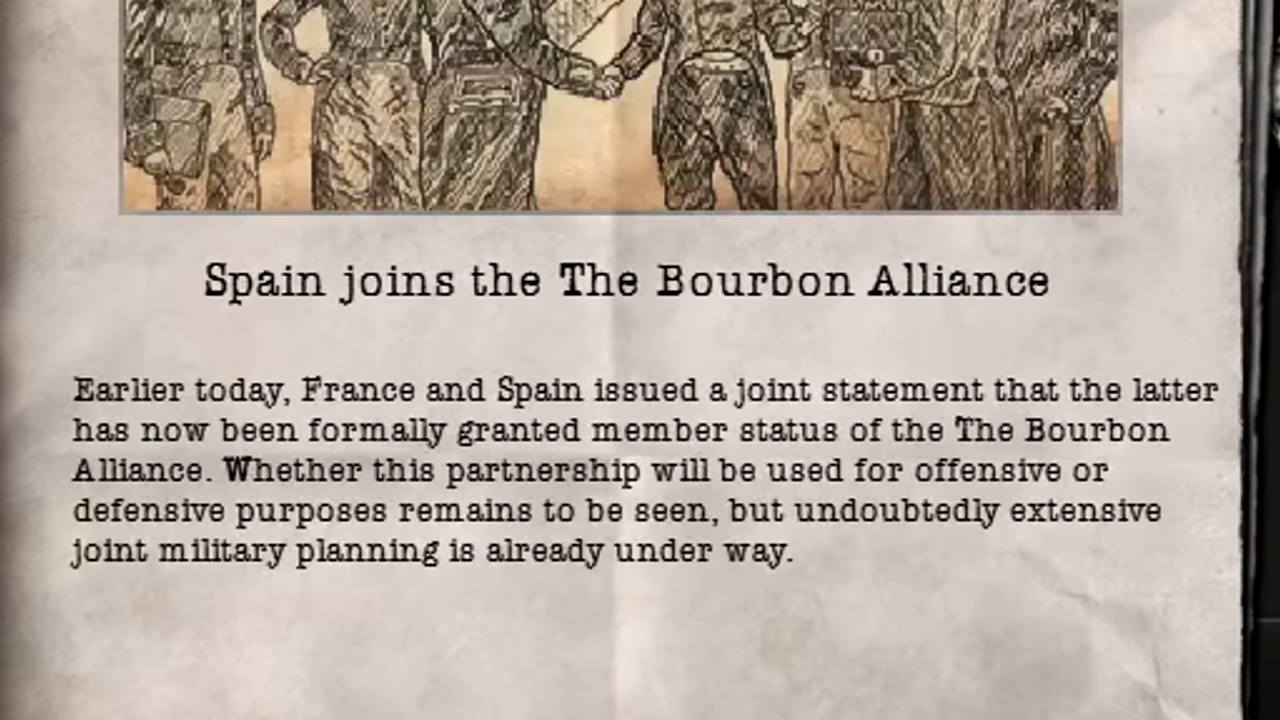 Spain joins the The Bourbon Alliance
Earlier today, France and Spain issued a joint statement that the latter
has now been formally granted member status of the The Bourbon
Alliance. Whether this partnership will be used for offensive or
defensive purposes remains to be seen, but undoubtedly extensive
joint military planning is already under way.